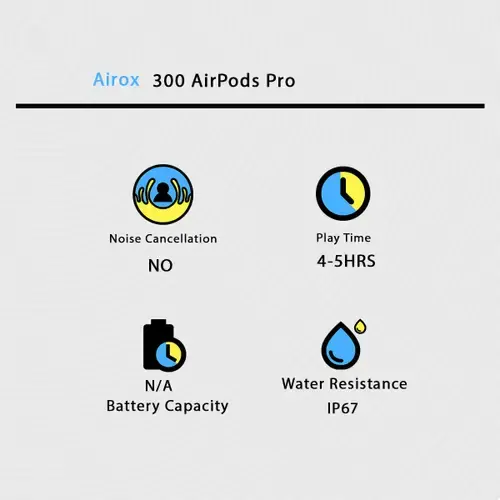 Airox 300 AirPods Pro
Noise Cancellation
NO
Play Time
4-5HRS
N/A
Battery Capacity
Water Resistance
IP67